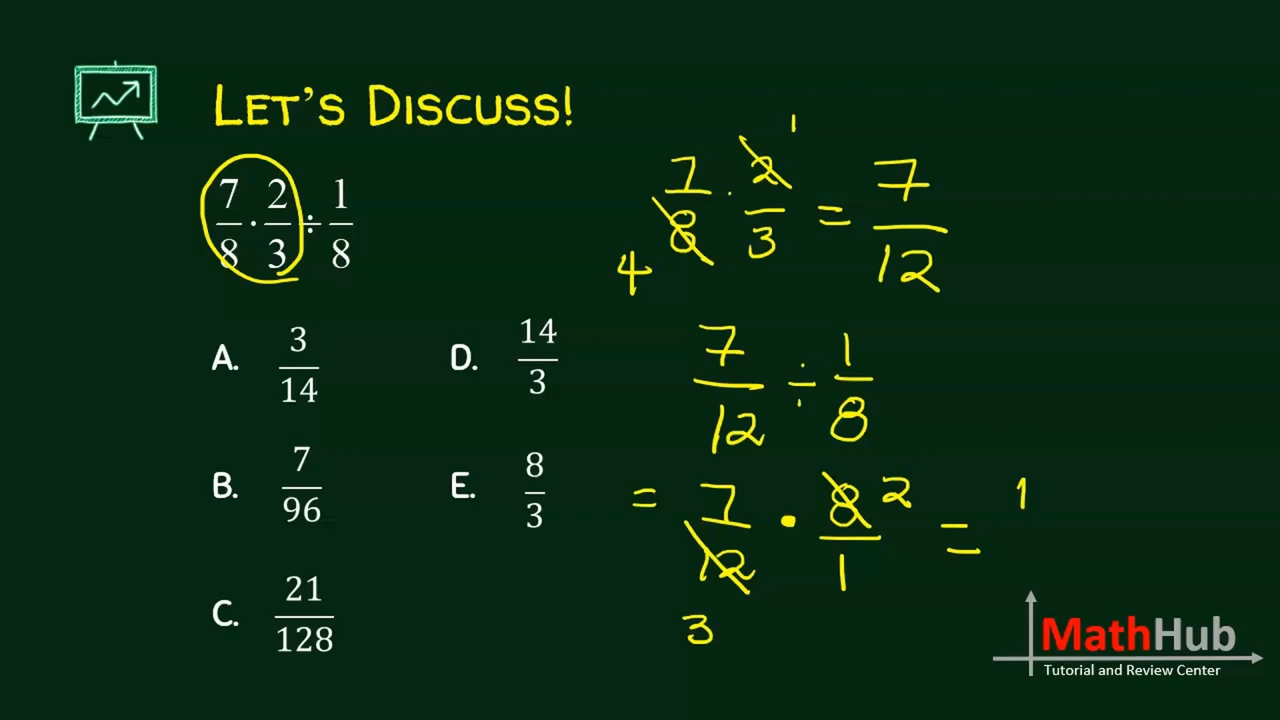 LET'S DISCUSS!
7/8 · 2/3 ÷ 1/8
A. 3/14
B. 7/96
C. 21/128
D. 14/3
E. 8/3
1
7/8 · 2/3 = 7/12
4
7/12 ÷ 1/8
= 7/12 · 8/1 2 = 1
3
MathHub
Tutorial and Review Center